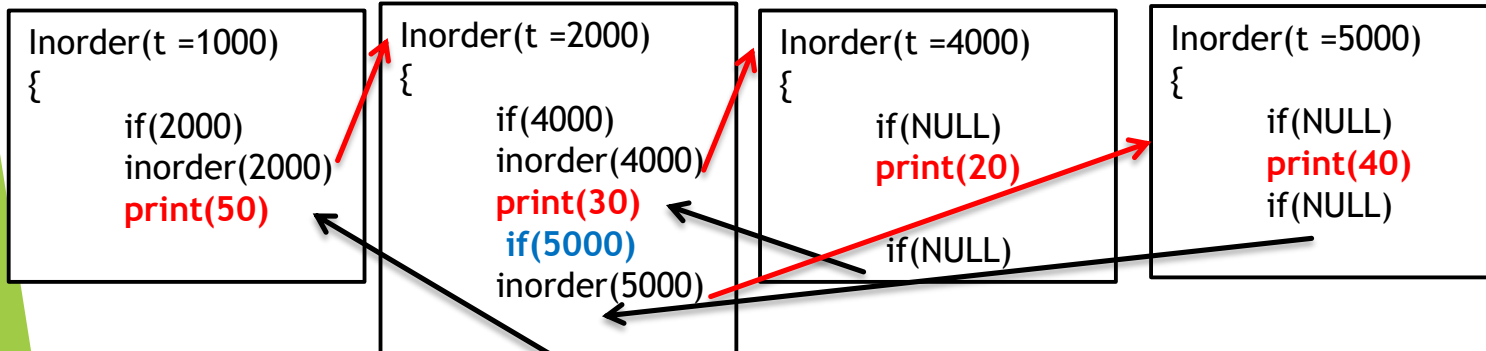 Inorder(t =1000)
{
if(2000)
inorder(2000)
print(50)
Inorder(t =2000)
{
if(4000)
inorder(4000)
print(30)
if(5000)
inorder(5000)
Inorder(t =4000)
{
if(NULL)
print(20)
if(NULL)
Inorder(t =5000)
{
if(NULL)
print(40)
if(NULL)